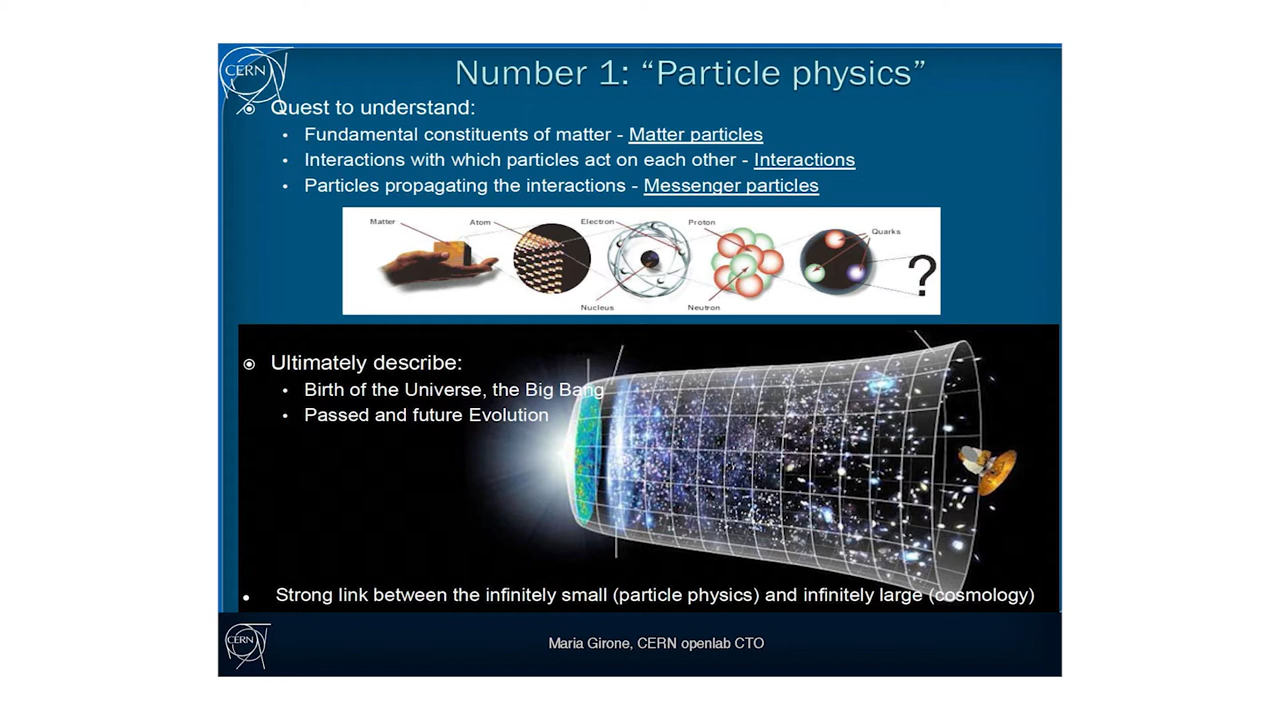 CERN
Number 1: “Particle physics”
Quest to understand:
• Fundamental constituents of matter - Matter particles
• Interactions with which particles act on each other - Interactions
• Particles propagating the interactions - Messenger particles
Matter Atom Electron Proton Quarks
?
Nucleus Neutron
Ultimately describe:
• Birth of the Universe, the Big Bang
• Passed and future Evolution
• Strong link between the infinitely small (particle physics) and infinitely large (cosmology)
CERN
Maria Girone, CERN openlab CTO